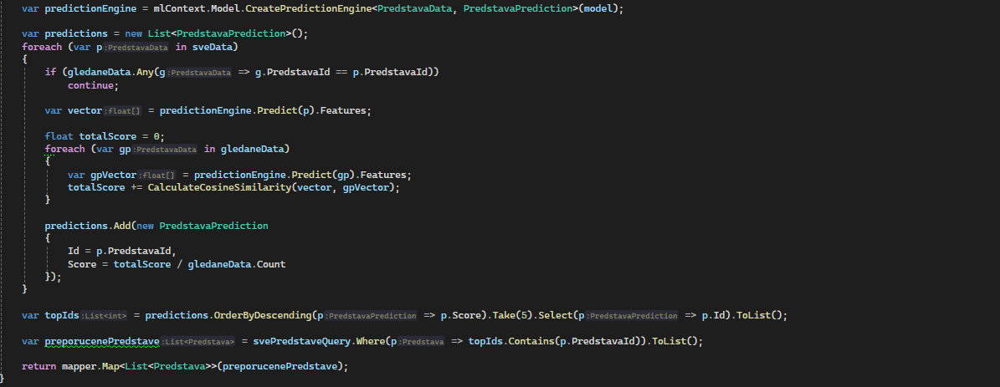 var predictionEngine = mlContext.Model.CreatePredictionEngine<PredstavaData, PredstavaPrediction>(model);
var predictions = new List<PredstavaPrediction>();
foreach (var p:PredstavaData in sveData)
{
if (gledaneData.Any(g:PredstavaData => g.PredstavaId == p.PredstavaId))
continue;
var vector:float[] = predictionEngine.Predict(p).Features;
float totalScore = 0;
foreach (var gp:PredstavaData in gledaneData)
{
var gpVector:float[] = predictionEngine.Predict(gp).Features;
totalScore += CalculateCosineSimilarity(vector, gpVector);
}
predictions.Add(new PredstavaPrediction
{
Id = p.PredstavaId,
Score = totalScore / gledaneData.Count
});
}
var topIds:List<int> = predictions.OrderByDescending(p:PredstavaPrediction => p.Score).Take(5).Select(p:PredstavaPrediction => p.Id).ToList();
var preporucenePredstave:List<Predstava> = svePredstaveQuery.Where(p:Predstava => topIds.Contains(p.PredstavaId)).ToList();
return mapper.Map<List<Predstava>>(preporucenePredstave);
}